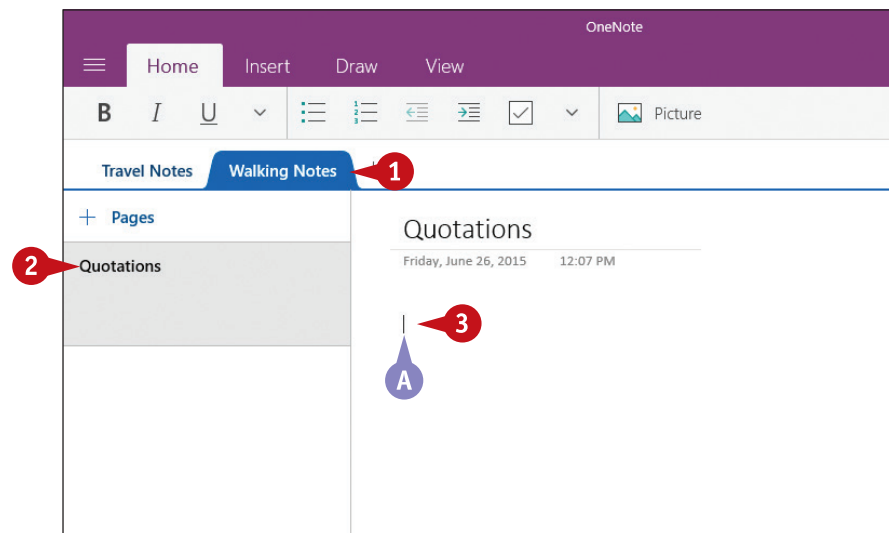 OneNote
Home Insert Draw View
B I U Picture
Travel Notes Walking Notes 1
+ Pages
Quotations
Friday, June 26, 2015 12:07 PM
2 Quotations
3
A